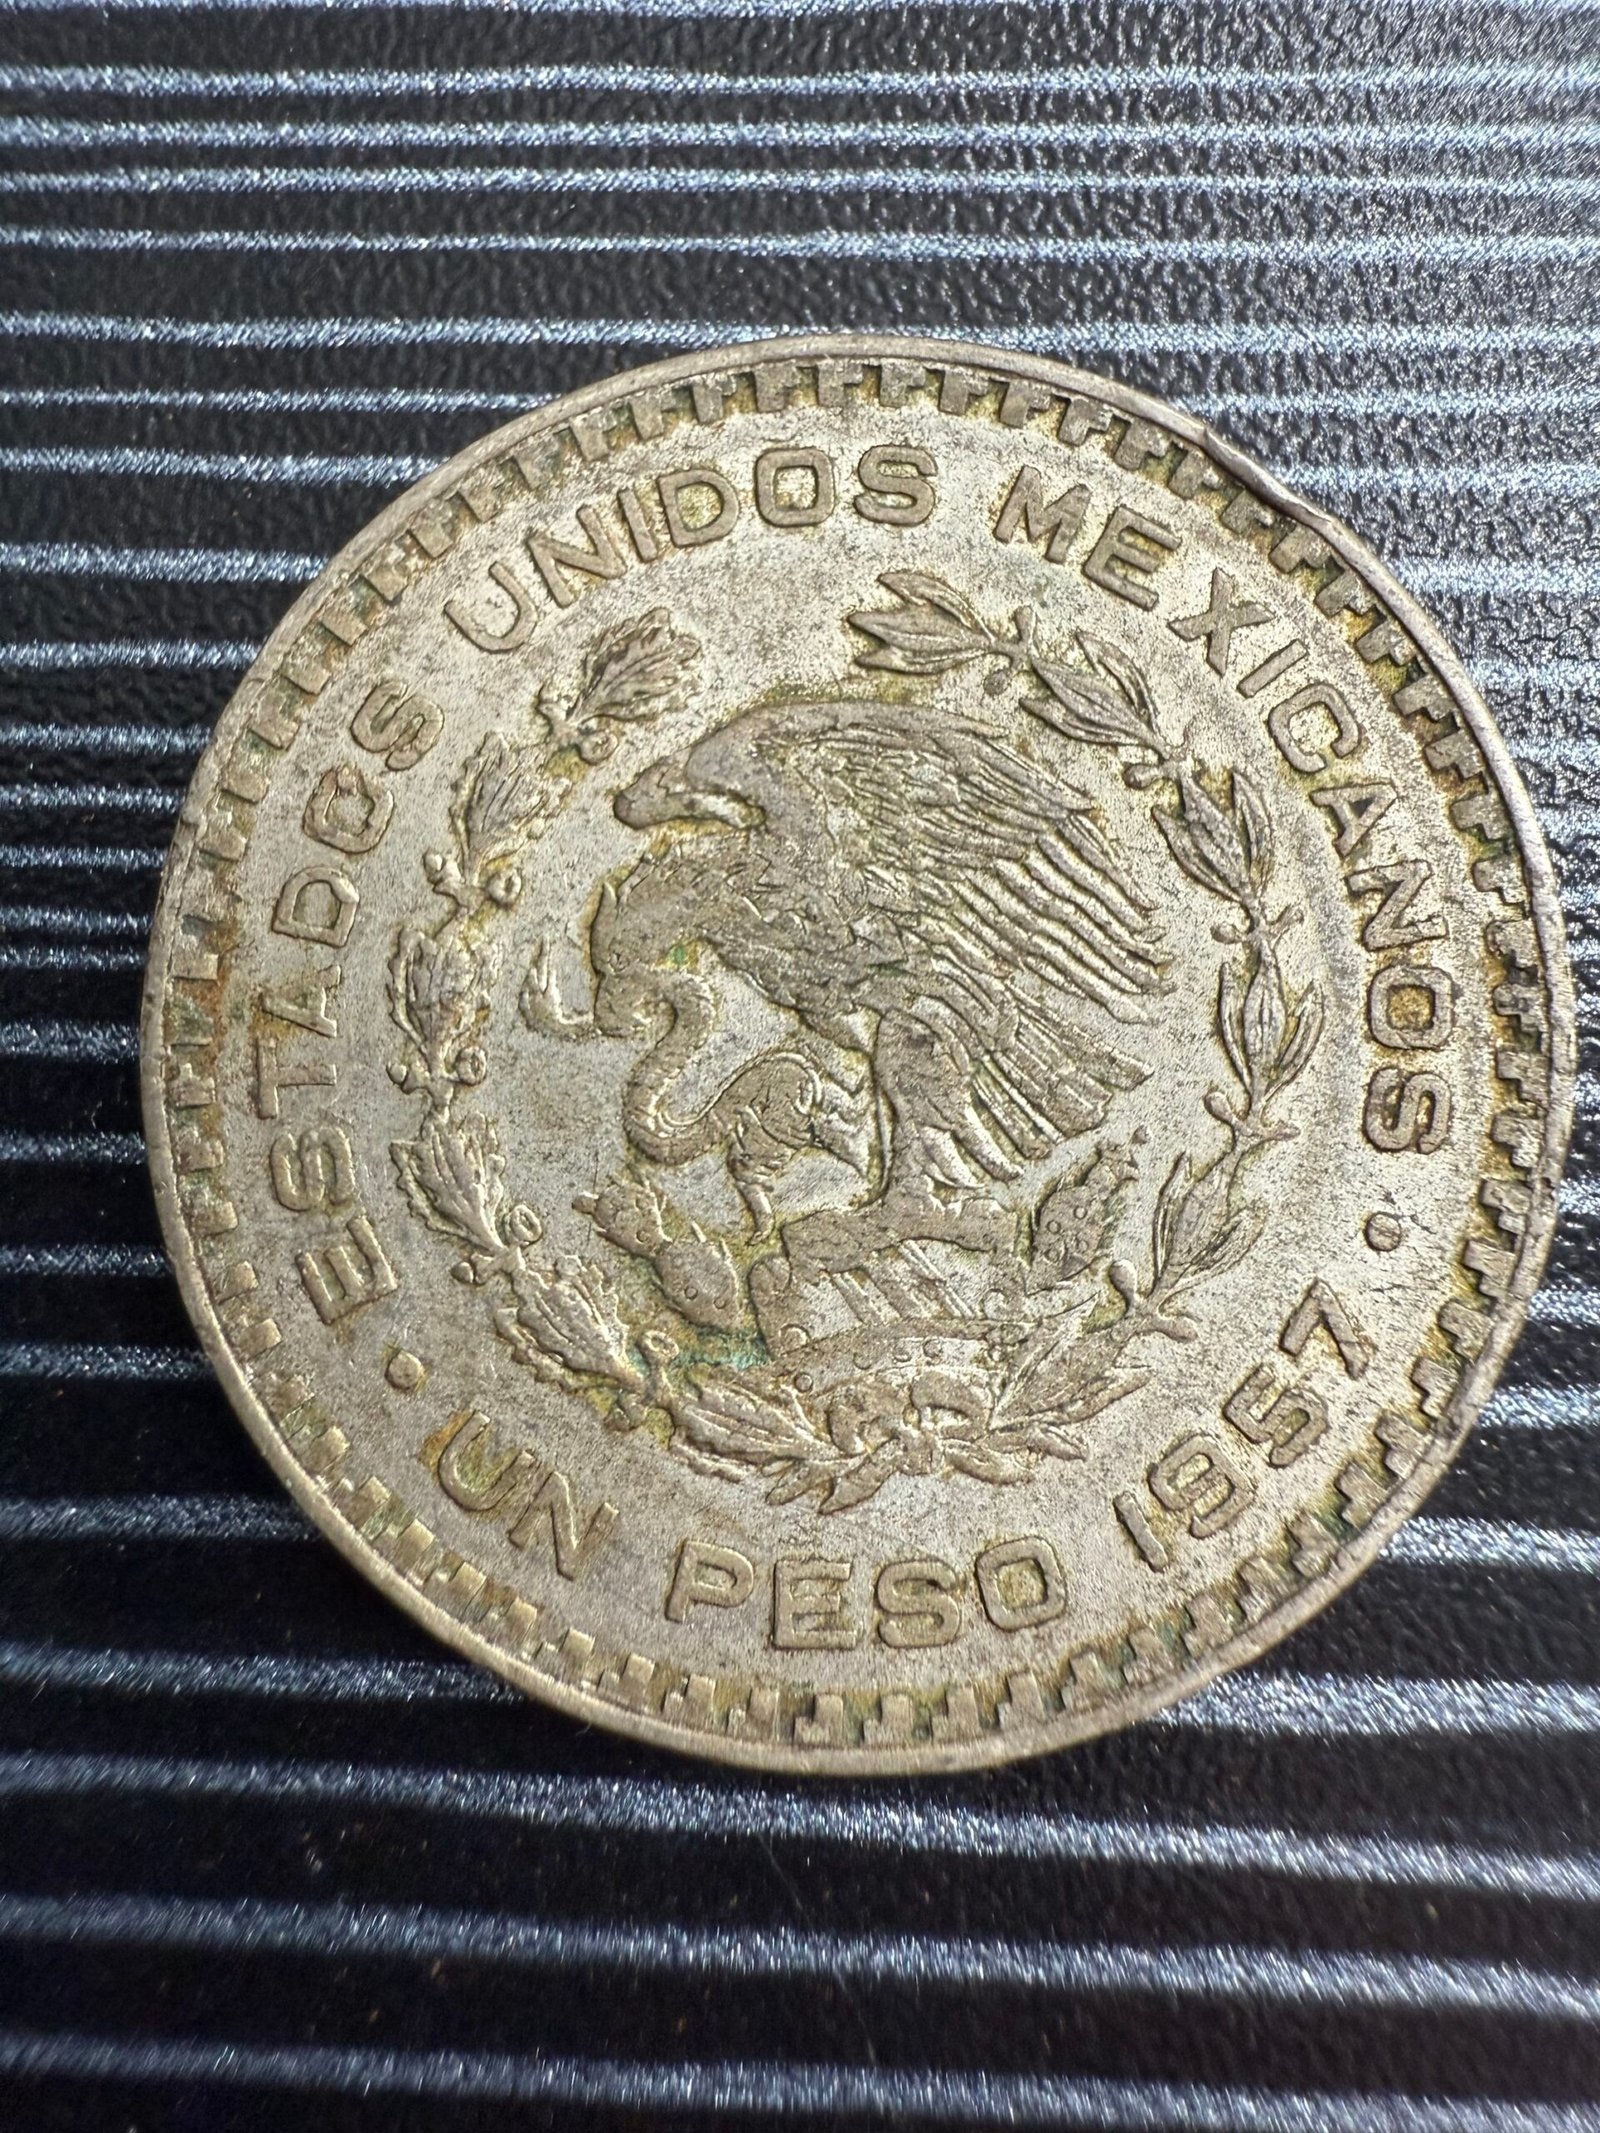 ESTADOS UNIDOS MEXICANOS
• UN PESO 1957 •